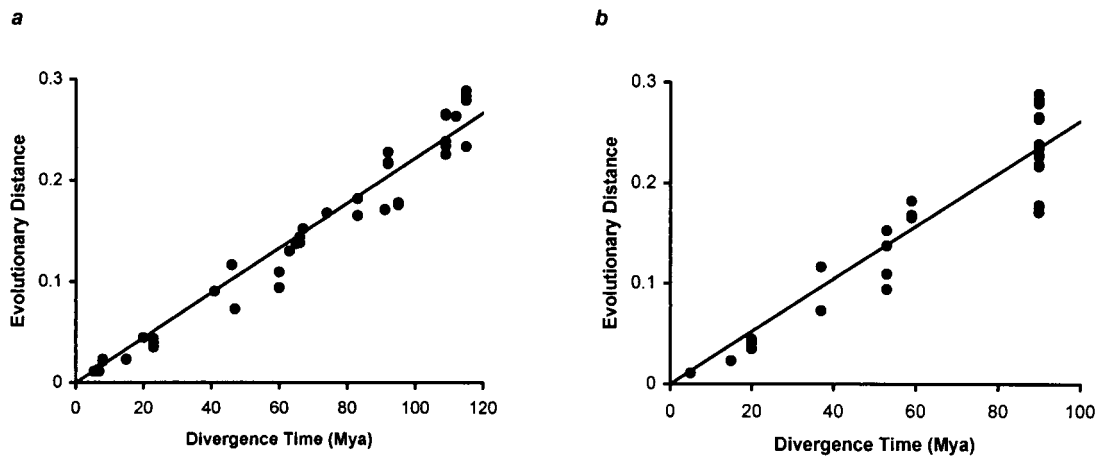 a
b
0.3
0.2
0.1
0
Evolutionary Distance
0 20 40 60 80 100 120
Divergence Time (Mya)
0.3
0.2
0.1
0
Evolutionary Distance
0 20 40 60 80 100
Divergence Time (Mya)